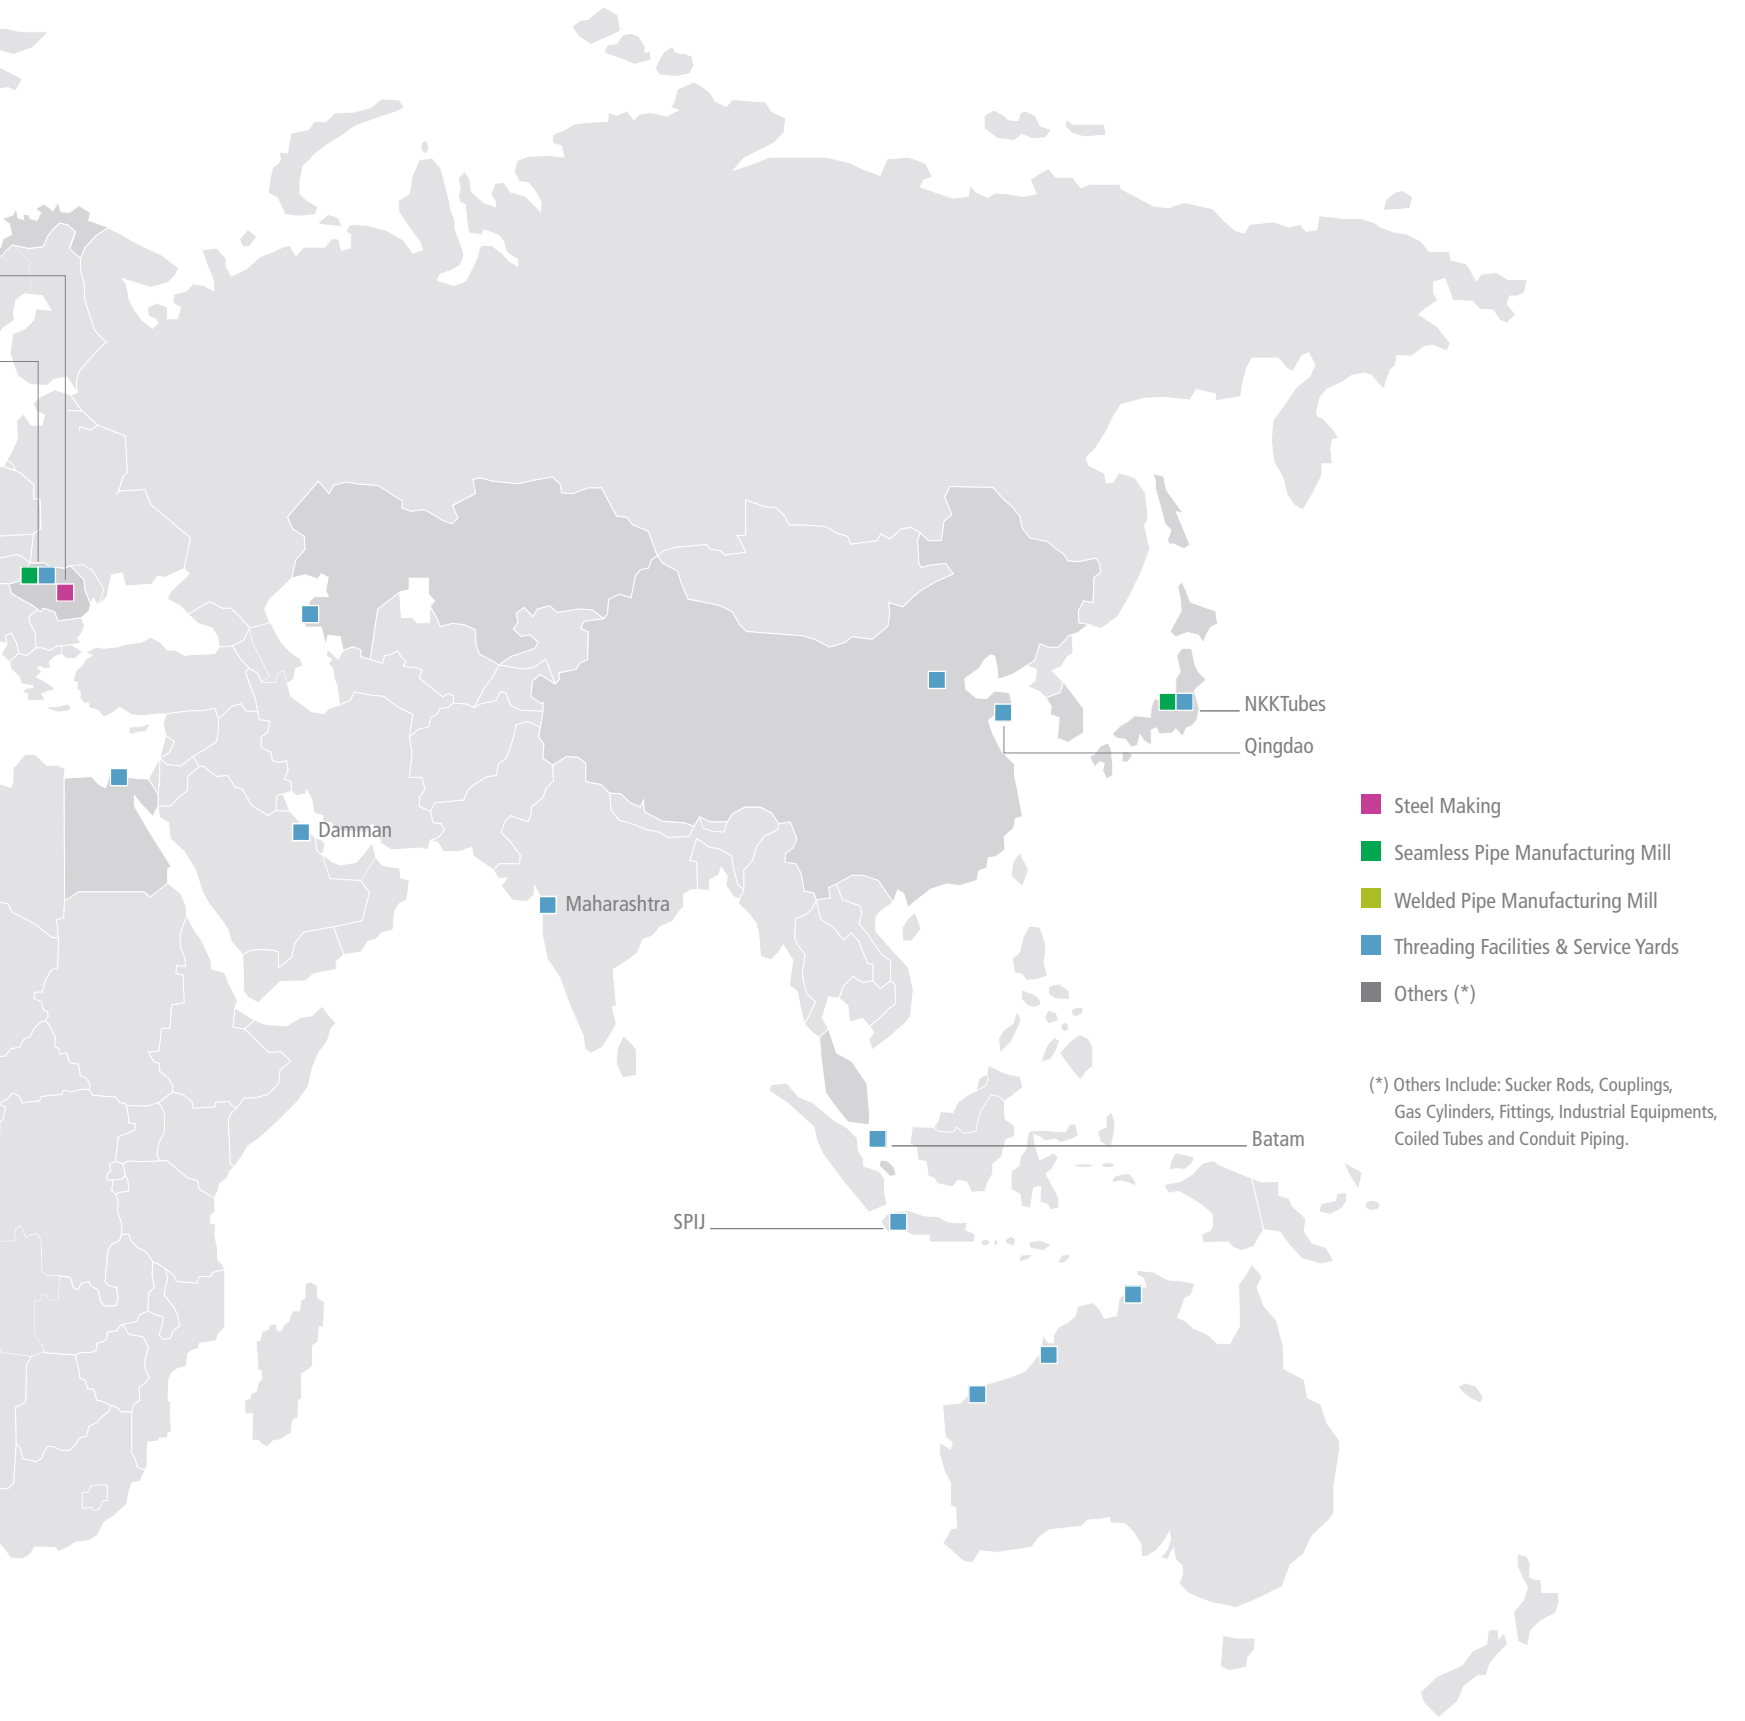 NKKTubes
Qingdao
Steel Making
Damman
Seamless Pipe Manufacturing Mill
Maharashtra
Welded Pipe Manufacturing Mill
Threading Facilities & Service Yards
Others (*)
(*) Others Include: Sucker Rods, Couplings,
Gas Cylinders, Fittings, Industrial Equipments,
Coiled Tubes and Conduit Piping.
Batam
SPIJ